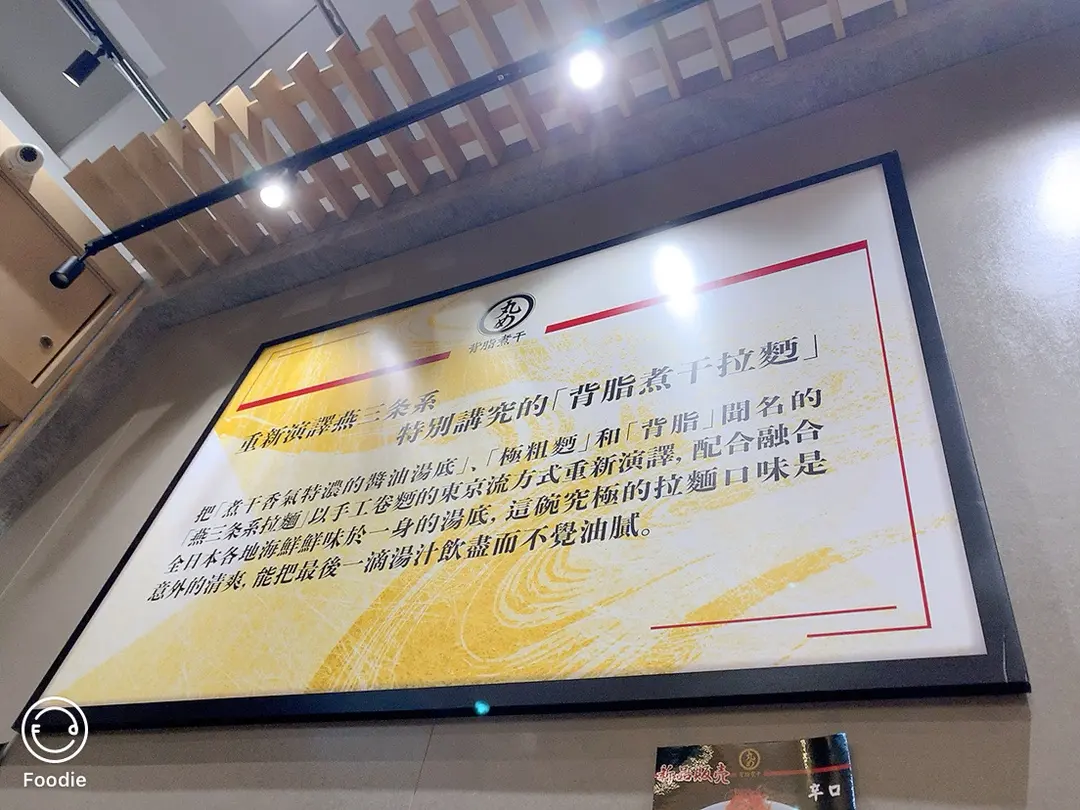 丸め
背脂煮干
重新演譯燕三条系
特別講究的「背脂煮干拉麵」
把「煮干香氣特濃的醬油湯底」、「極粗麵」和「背脂」聞名的
「燕三条系拉麵」以手工卷麵的東京流方式重新演譯，配合融合
全日本各地海鮮鮮味於一身的湯底，這碗究極的拉麵口味是
意外的清爽，能把最後一滴湯汁飲盡而不覺油膩。
新品販売
辛口
Foodie